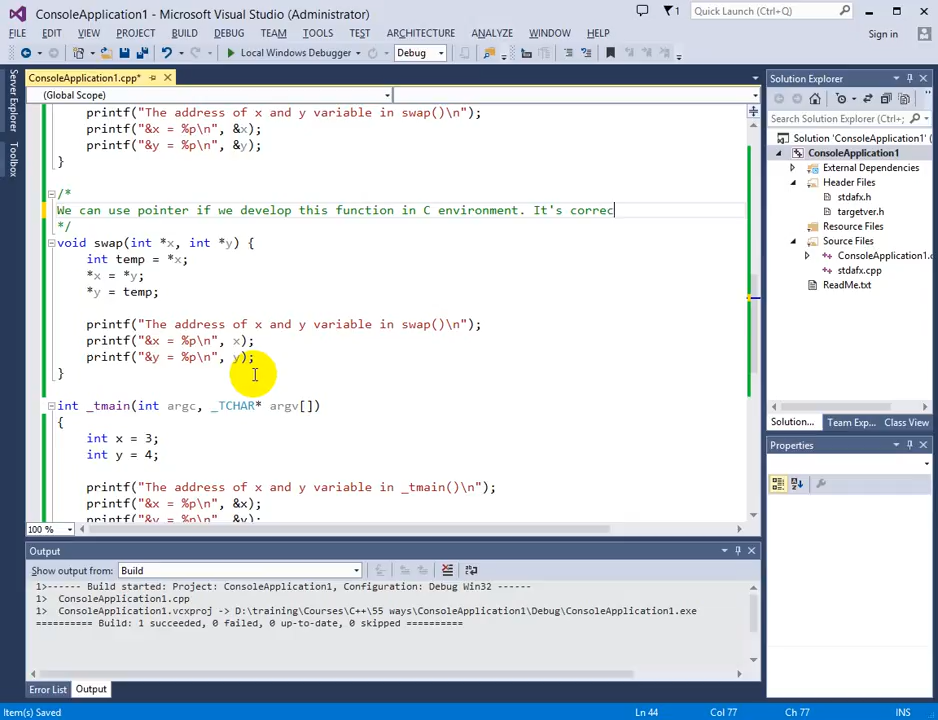 ConsoleApplication1 - Microsoft Visual Studio (Administrator)
1
Quick Launch (Ctrl+Q)
FILE EDIT VIEW PROJECT BUILD DEBUG TEAM TOOLS TEST ARCHITECTURE ANALYZE WINDOW HELP
Sign in
Local Windows Debugger
Debug
Server Explorer
Toolbox
ConsoleApplication1.cpp*
(Global Scope)
printf("The address of x and y variable in swap()\n");
printf("&x = %p\n", &x);
printf("&y = %p\n", &y);
}
/*
We can use pointer if we develop this function in C environment. It's correc
*/
void swap(int *x, int *y) {
int temp = *x;
*x = *y;
*y = temp;
printf("The address of x and y variable in swap()\n");
printf("&x = %p\n", x);
printf("&y = %p\n", y);
}
int _tmain(int argc, _TCHAR* argv[])
{
int x = 3;
int y = 4;
printf("The address of x and y variable in _tmain()\n");
printf("&x = %p\n", &x);
printf("&y = %p\n", &y);
100 %
Solution Explorer
Search Solution Explorer (Ctrl+;)
Solution 'ConsoleApplication1'
ConsoleApplication1
External Dependencies
Header Files
stdafx.h
targetver.h
Resource Files
Source Files
ConsoleApplication1.c
stdafx.cpp
ReadMe.txt
Solution... Team Exp... Class View
Properties
Output
Show output from: Build
1>------ Build started: Project: ConsoleApplication1, Configuration: Debug Win32 ------
1> ConsoleApplication1.cpp
1> ConsoleApplication1.vcxproj -> D:\training\Courses\C++\55 ways\ConsoleApplication1\Debug\ConsoleApplication1.exe
========== Build: 1 succeeded, 0 failed, 0 up-to-date, 0 skipped ==========
Error List Output
Item(s) Saved
Ln 44 Col 77 Ch 77 INS